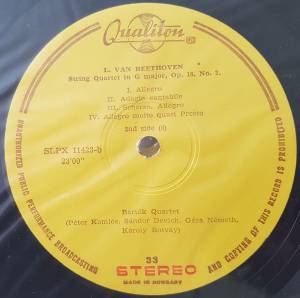 Qualiton
L. VAN BEETHOVEN
String Quartet in G major, Op. 18, No. 2.
I. Allegro
II. Adagio cantabile
III. Scherzo. Allegro
IV. Allegro molto quasi Presto
2nd side (ii)
SLPX 11423-b
23'00"
Bartók Quartet
(Péter Komlós, Sándor Devich, Géza Németh,
Károly Botvay)
33
STEREO
MADE IN HUNGARY
UNAUTHORIZED PUBLIC PERFORMANCE BROADCASTING
AND COPYING OF THIS RECORD IS PROHIBITED